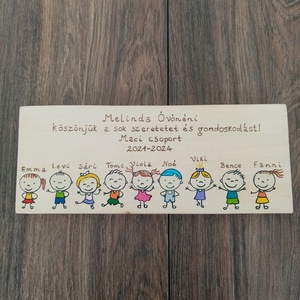 Melinda Óvónéni
köszönjük a sok szeretetet és gondoskodást!
Maci csoport
2021-2024
Emma Levi Sári Tomi Viola Noé Viki Bence Fanni